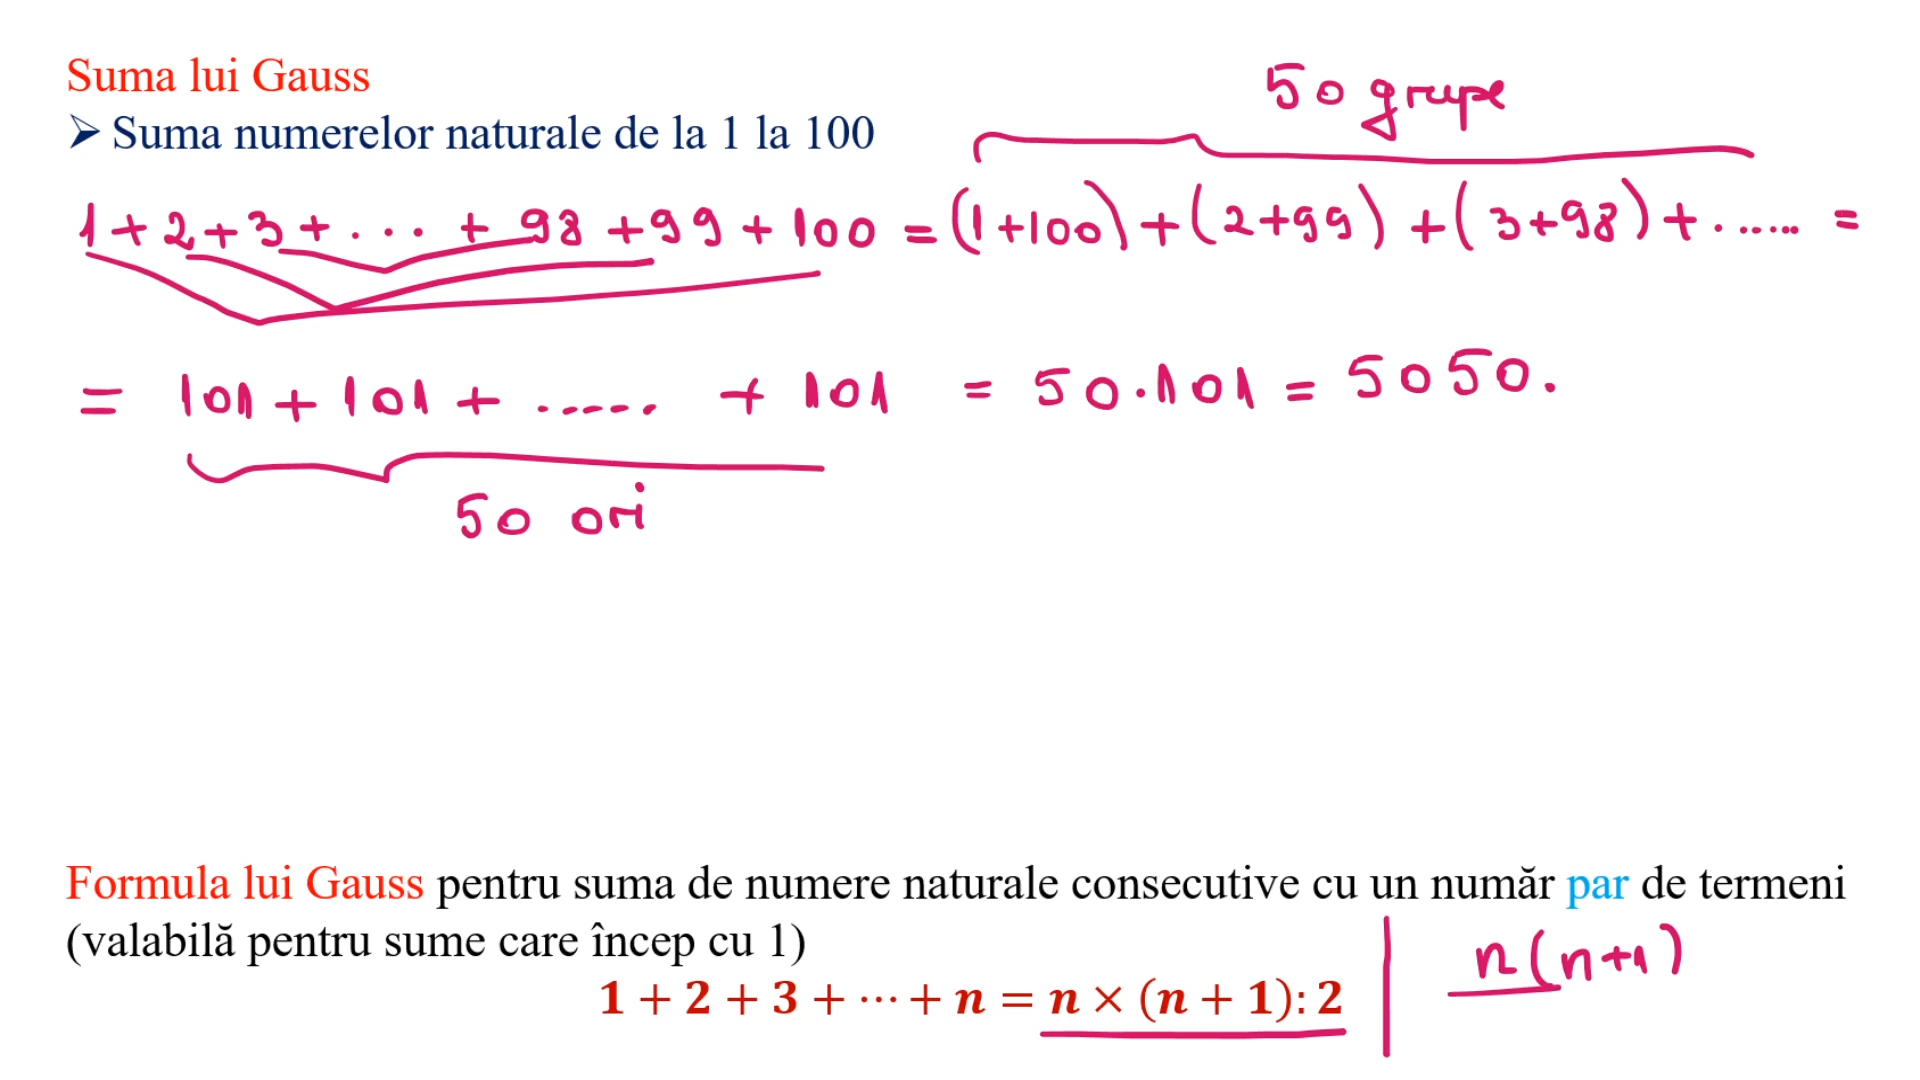 Suma lui Gauss
50 grupe
➤ Suma numerelor naturale de la 1 la 100
1+2+3+...+98+99+100=(1+100)+(2+99)+(3+98)+......=
= 101+101+..... +101 = 50·101 = 5050.
50 ori
Formula lui Gauss pentru suma de numere naturale consecutive cu un număr par de termeni
(valabilă pentru sume care încep cu 1)
n(n+1)
1 + 2 + 3 + ⋯ + n = n × (n + 1): 2